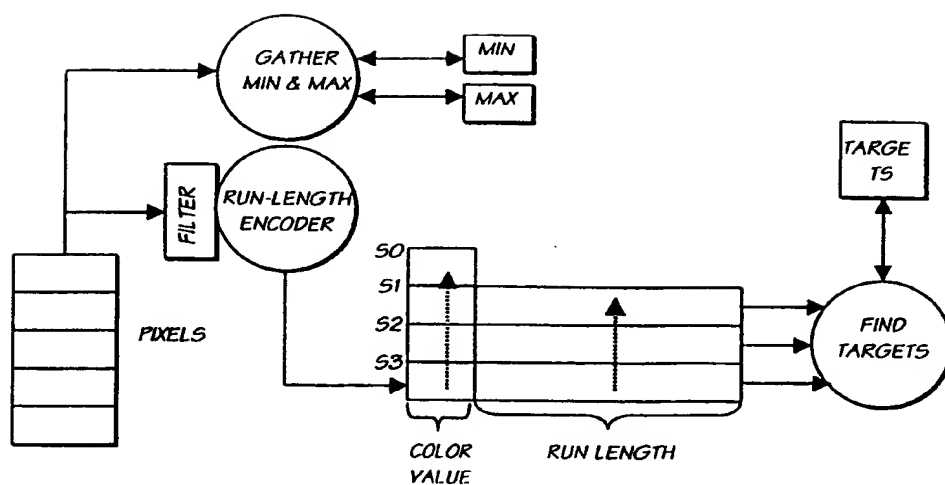 GATHER
MIN & MAX
MIN
MAX
TARGE
TS
FILTER
RUN-LENGTH
ENCODER
S0
S1
S2
S3
PIXELS
FIND
TARGETS
COLOR
VALUE
RUN LENGTH